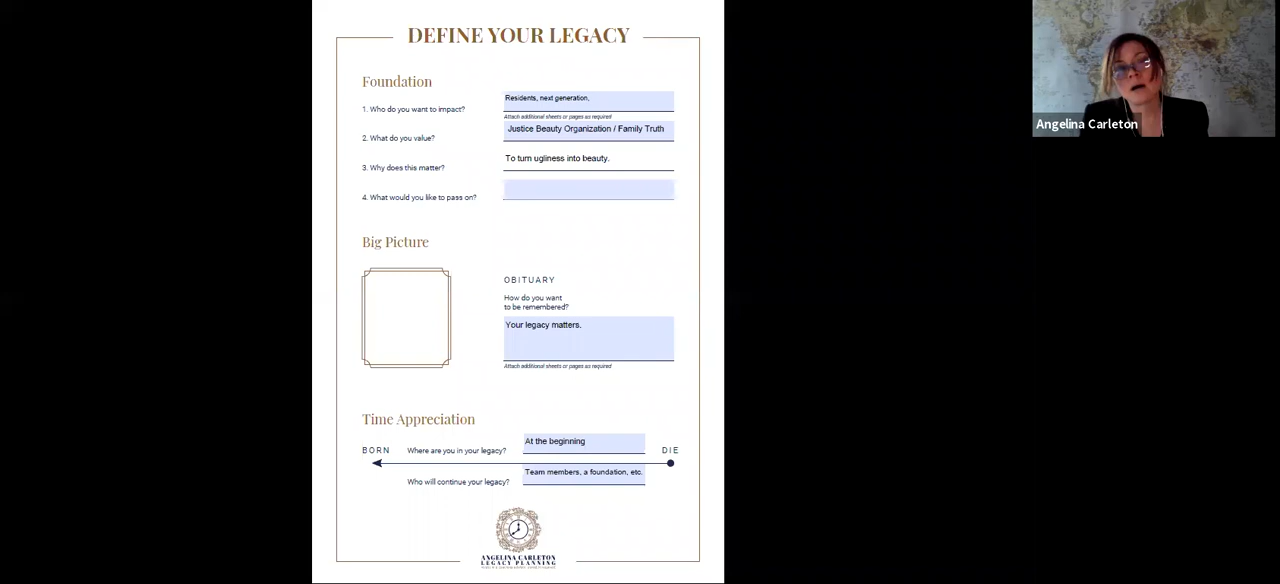 DEFINE YOUR LEGACY
Foundation
1. Who do you want to impact?
Residents, next generation,
Attach additional sheets or pages as required
2. What do you value?
Justice Beauty Organization / Family Truth
3. Why does this matter?
To turn ugliness into beauty.
4. What would you like to pass on?
Big Picture
OBITUARY
How do you want
to be remembered?
Your legacy matters.
Attach additional sheets or pages as required
Time Appreciation
BORN
Where are you in your legacy?
At the beginning
DIE
Who will continue your legacy?
Team members, a foundation, etc.
ANGELINA CARLETON
LEGACY PLANNING
Angelina Carleton